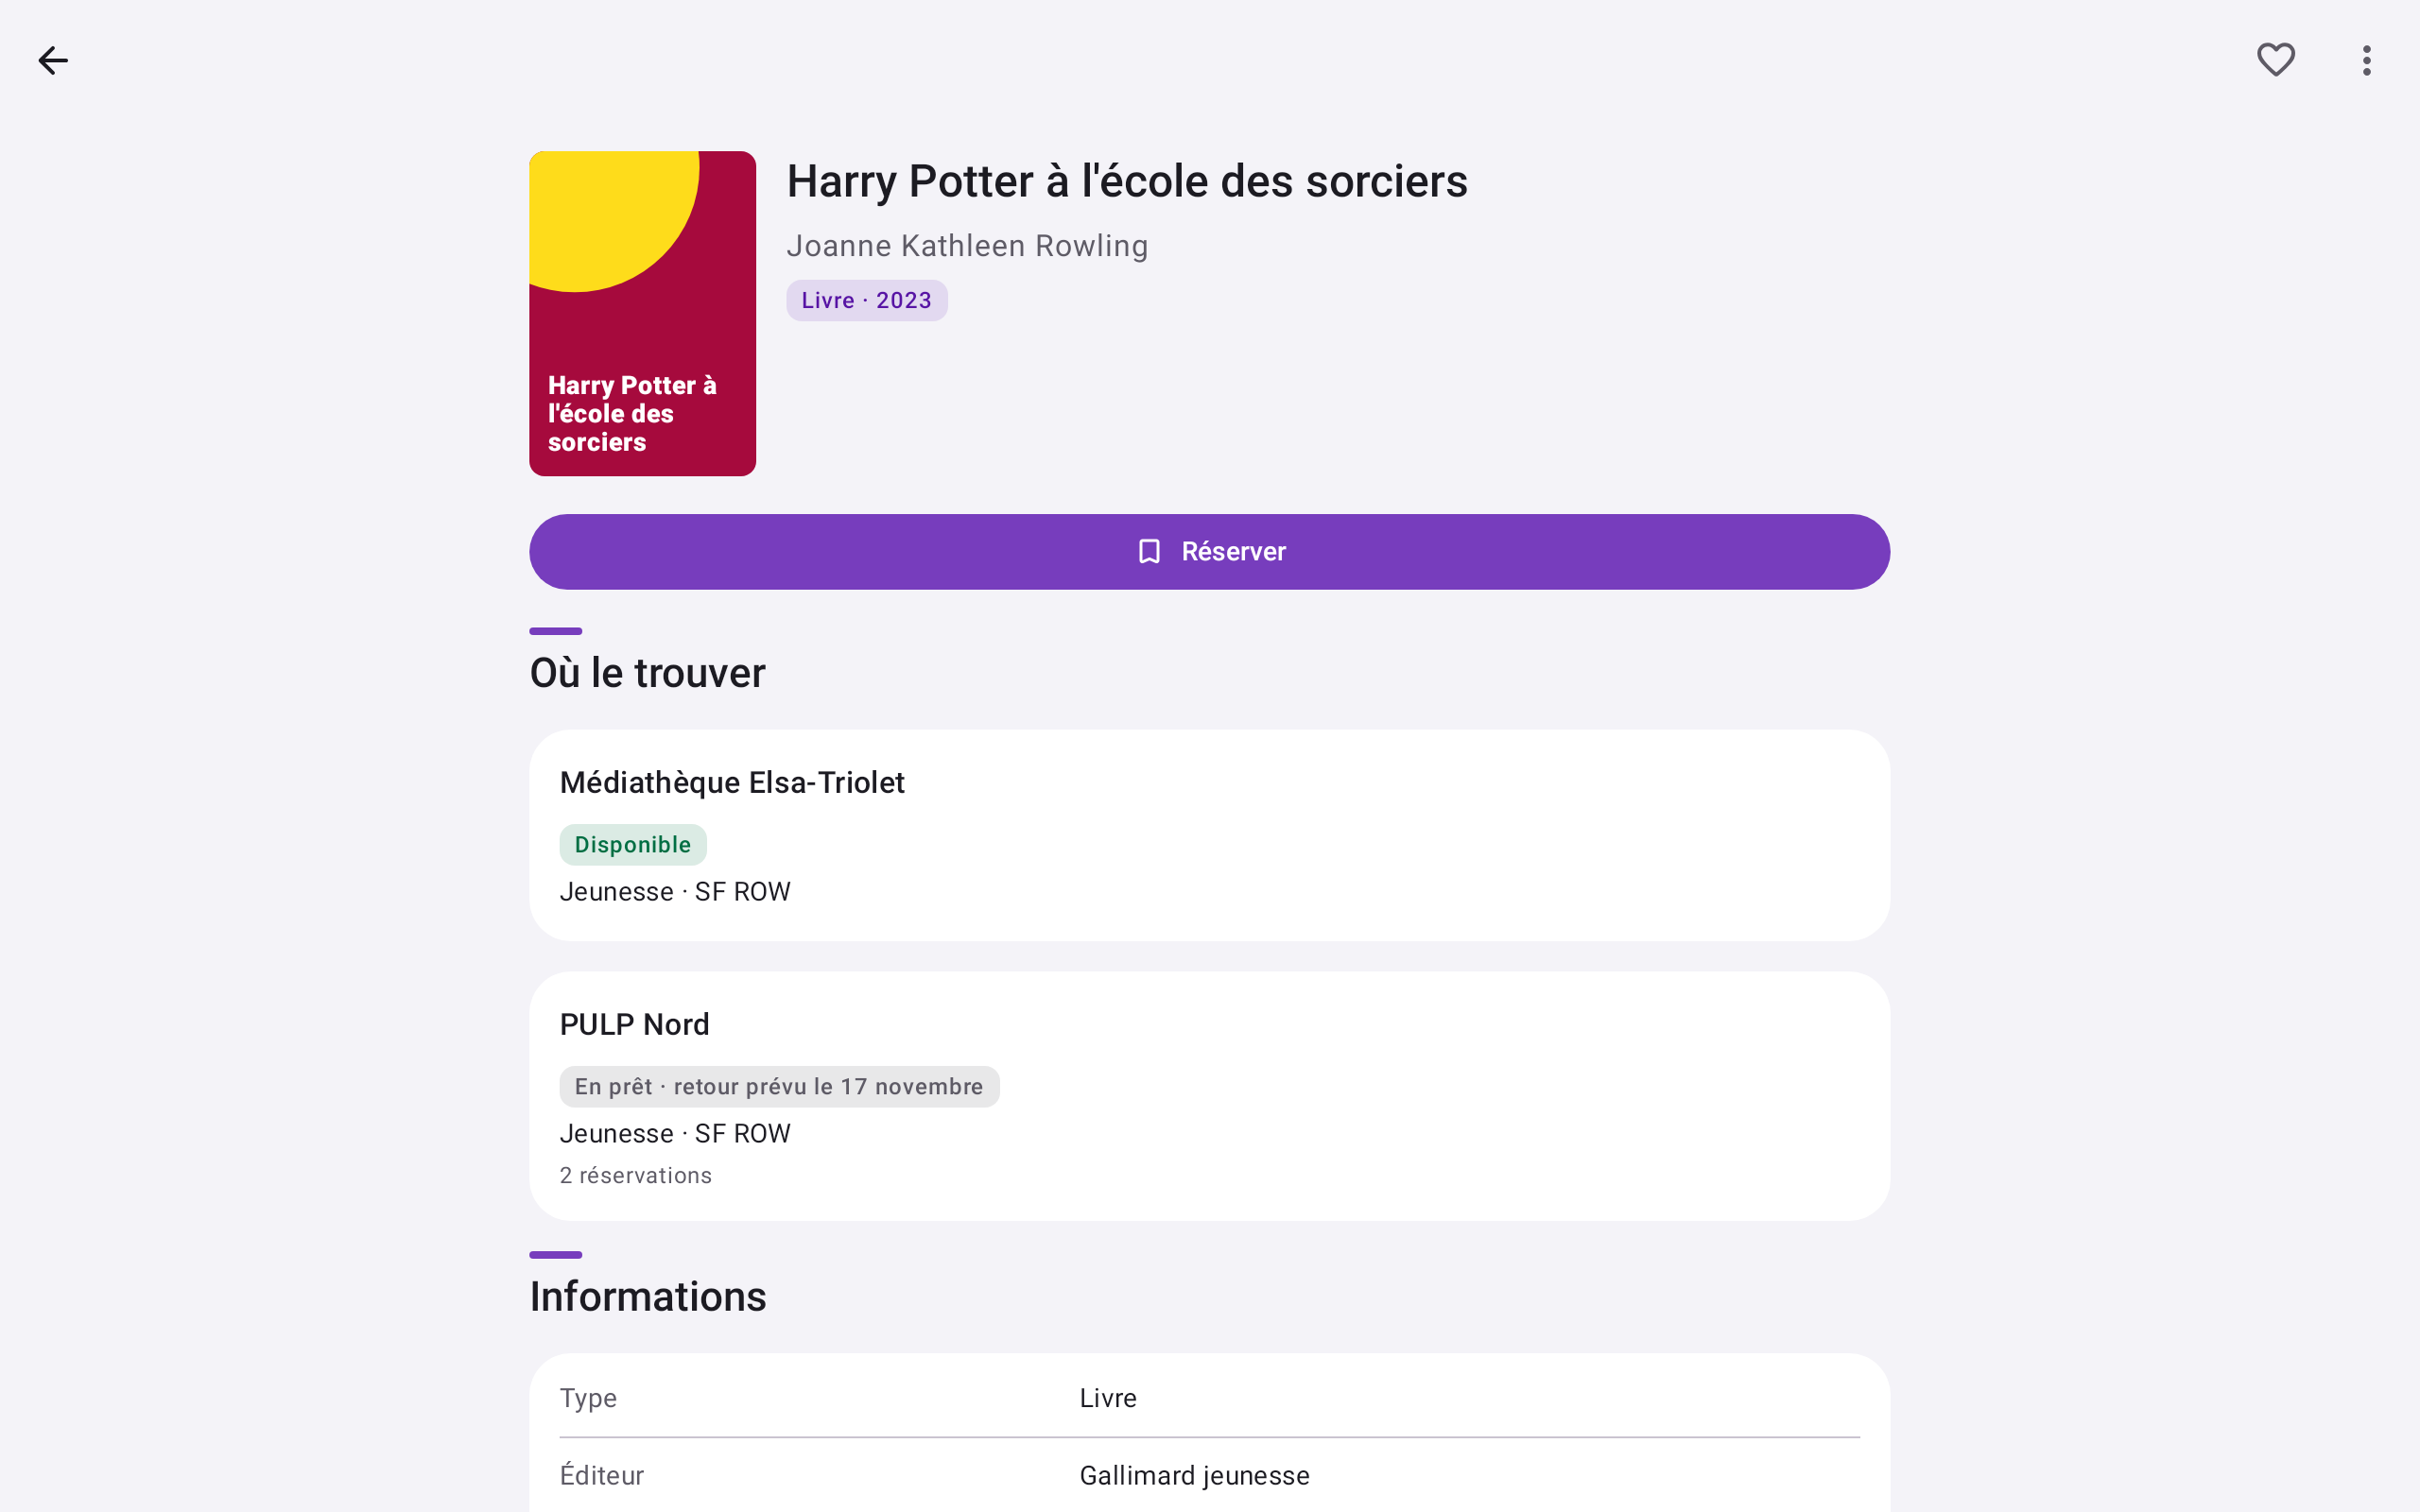 Harry Potter à l'école des sorciers
Joanne Kathleen Rowling
Livre · 2023
Harry Potter à
l'école des
sorciers
Réserver
Où le trouver
Médiathèque Elsa-Triolet
Disponible
Jeunesse · SF ROW
PULP Nord
En prêt · retour prévu le 17 novembre
Jeunesse · SF ROW
2 réservations
Informations
Type Livre
Éditeur Gallimard jeunesse